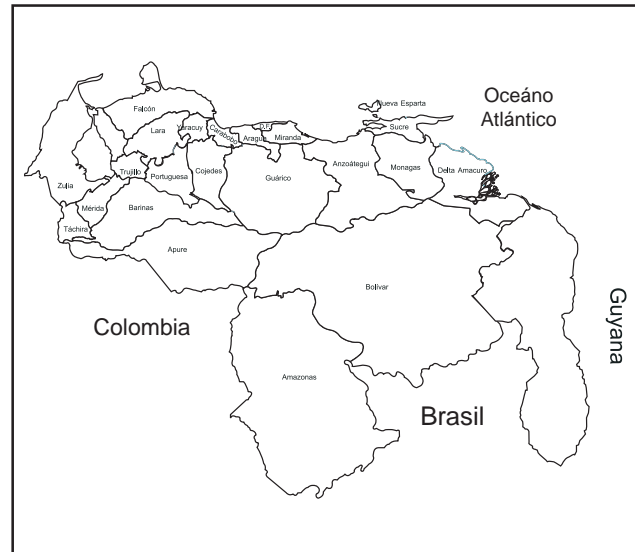 Nueva Esparta
Oceáno
Atlántico
Falcón
Lara
Yaracuy
Carabobo
D.F.
Aragua
Miranda
Sucre
Zulia
Trujillo
Portuguesa
Cojedes
Guárico
Anzoátegui
Monagas
Delta Amacuro
Mérida
Barinas
Táchira
Apure
Bolívar
Amazonas
Colombia
Brasil
Guyana